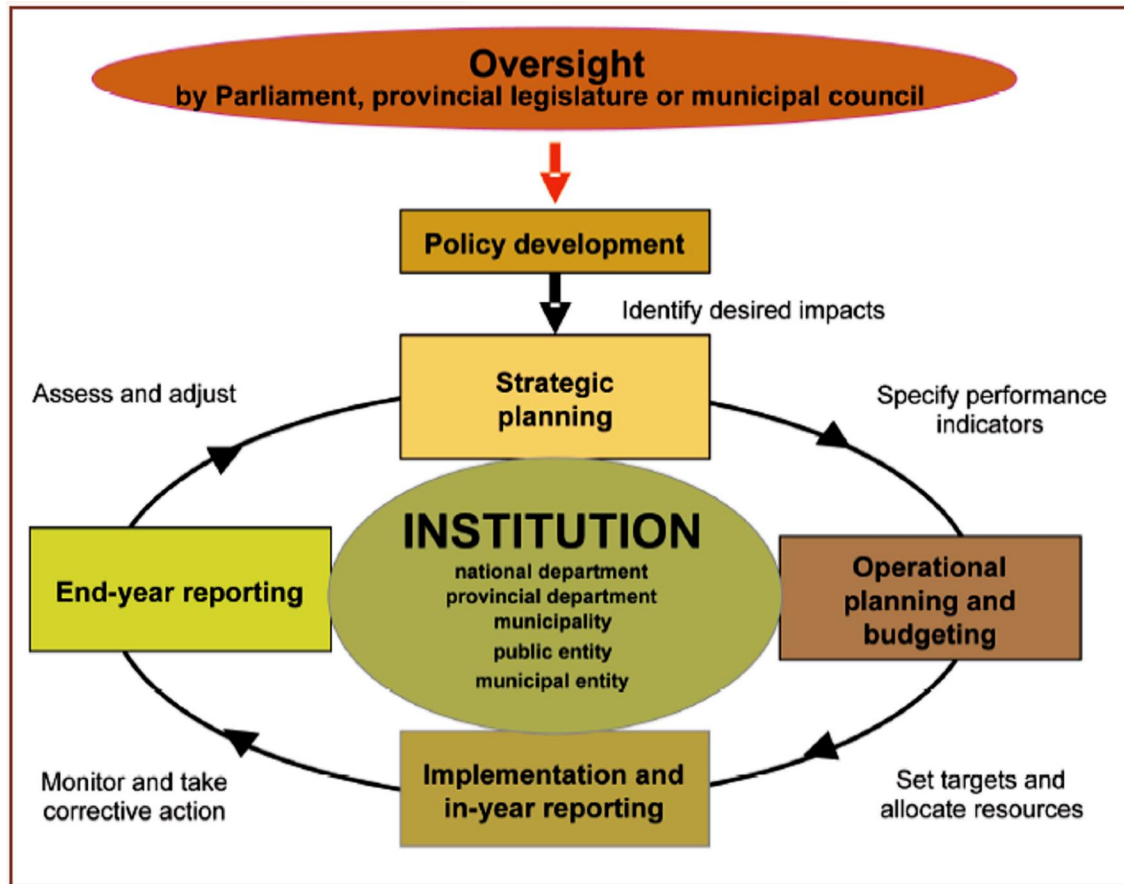 Oversight
by Parliament, provincial legislature or municipal council
Policy development
Identify desired impacts
Strategic
planning
Assess and adjust
Specify performance
indicators
INSTITUTION
national department
provincial department
municipality
public entity
municipal entity
End-year reporting
Operational
planning and
budgeting
Implementation and
in-year reporting
Monitor and take
corrective action
Set targets and
allocate resources